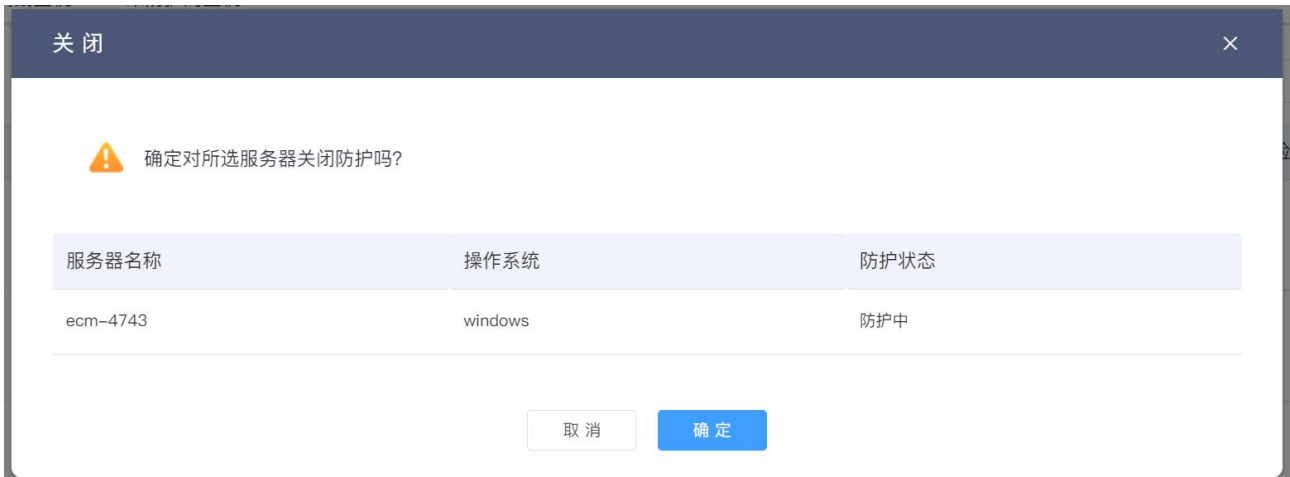 关闭
确定对所选服务器关闭防护吗?
服务器名称 操作系统 防护状态
ecm-4743 windows 防护中
取消 确定